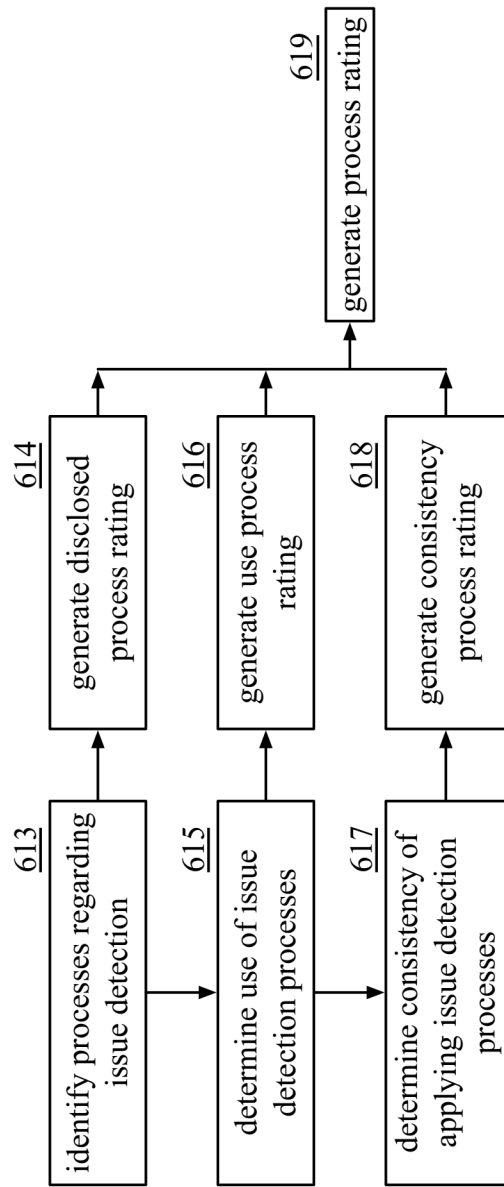 613
identify processes regarding
issue detection
614
generate disclosed
process rating
615
determine use of issue
detection processes
616
generate use process
rating
617
determine consistency of
applying issue detection
processes
618
generate consistency
process rating
619
generate process rating